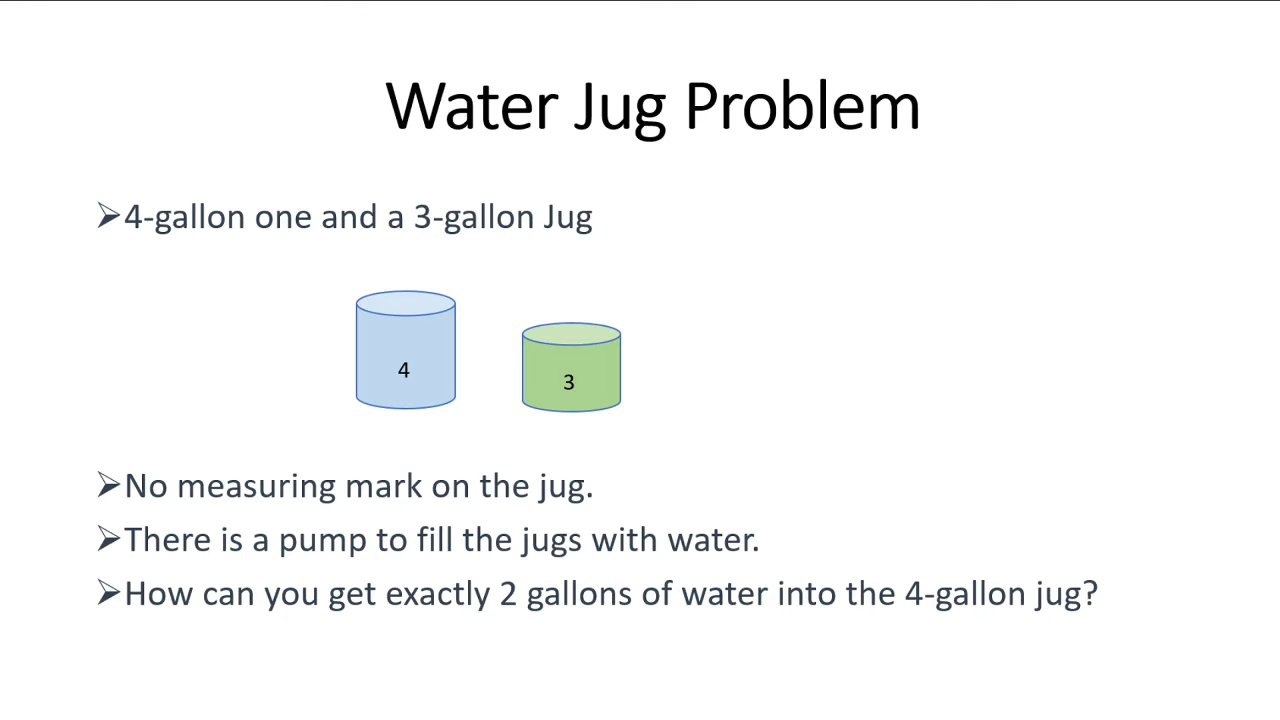 Water Jug Problem
➢4-gallon one and a 3-gallon Jug
4
3
➢No measuring mark on the jug.
➢There is a pump to fill the jugs with water.
➢How can you get exactly 2 gallons of water into the 4-gallon jug?